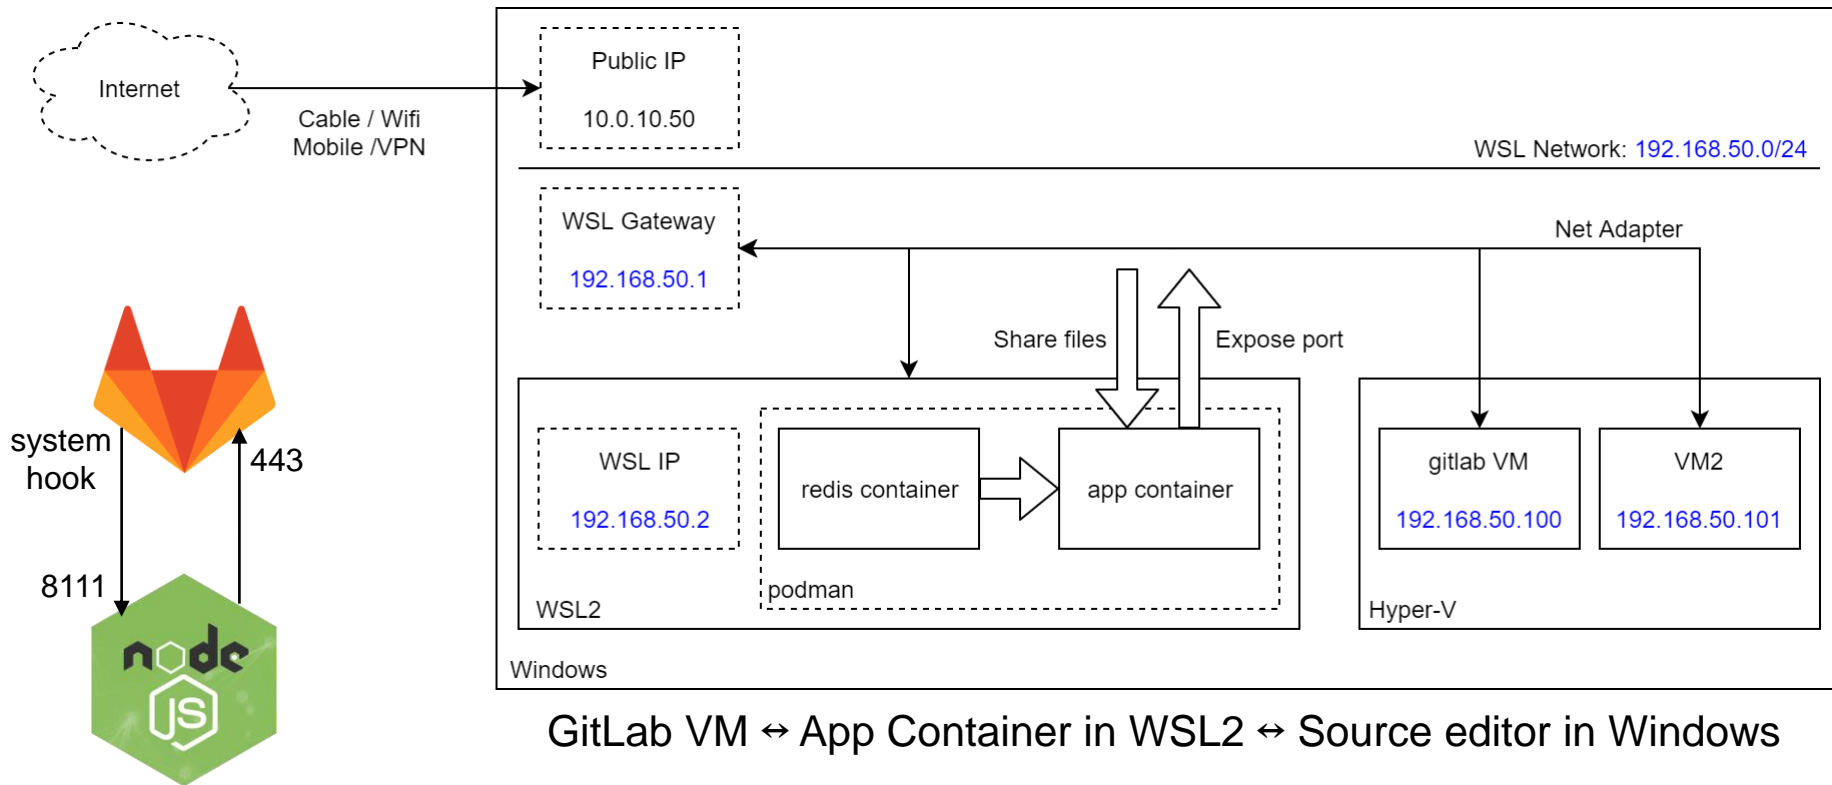 Internet
Cable / Wifi
Mobile /VPN
Public IP
10.0.10.50
WSL Network: 192.168.50.0/24
WSL Gateway
192.168.50.1
Net Adapter
Share files
Expose port
system
hook
443
8111
node
JS
WSL IP
192.168.50.2
redis container
app container
podman
WSL2
gitlab VM
192.168.50.100
VM2
192.168.50.101
Hyper-V
Windows
GitLab VM ↔ App Container in WSL2 ↔ Source editor in Windows